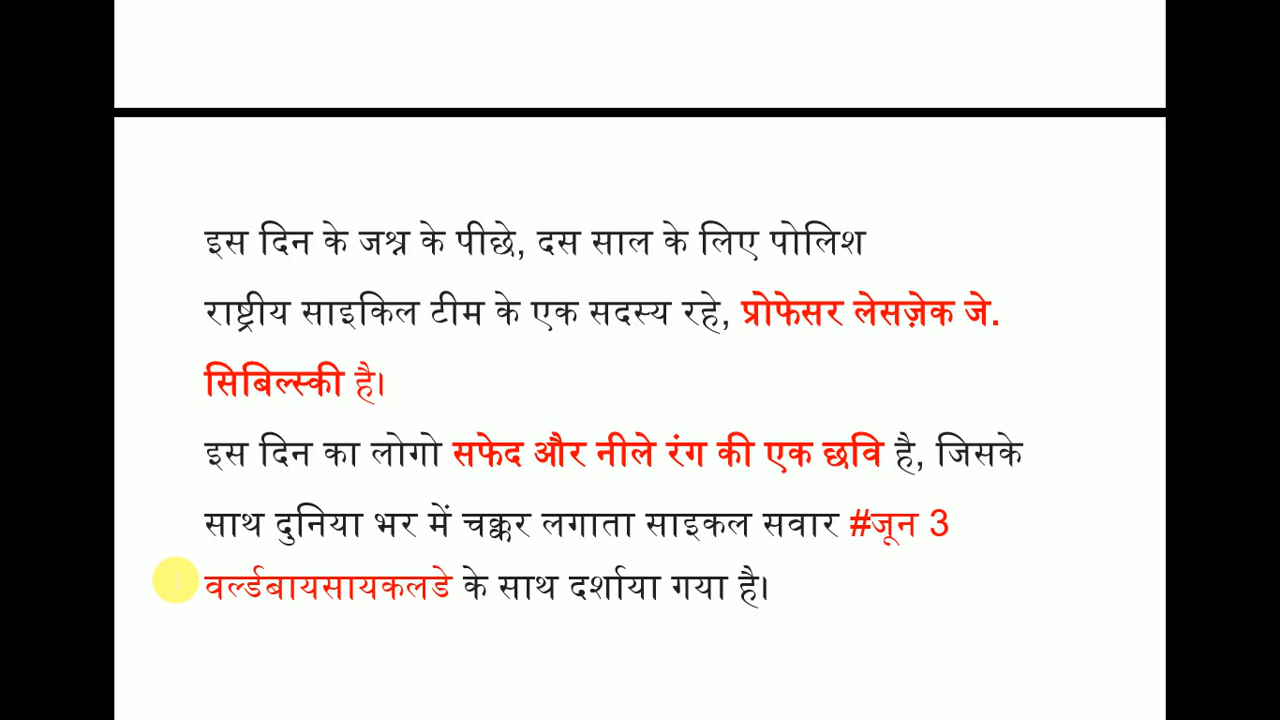 इस दिन के जश्न के पीछे, दस साल के लिए पोलिश
राष्ट्रीय साइकिल टीम के एक सदस्य रहे, प्रोफेसर लेसज़ेक जे.
सिबिल्स्की है।
इस दिन का लोगो सफेद और नीले रंग की एक छवि है, जिसके
साथ दुनिया भर में चक्कर लगाता साइकल सवार #जून 3
वर्ल्डबायसायकलडे के साथ दर्शाया गया है।